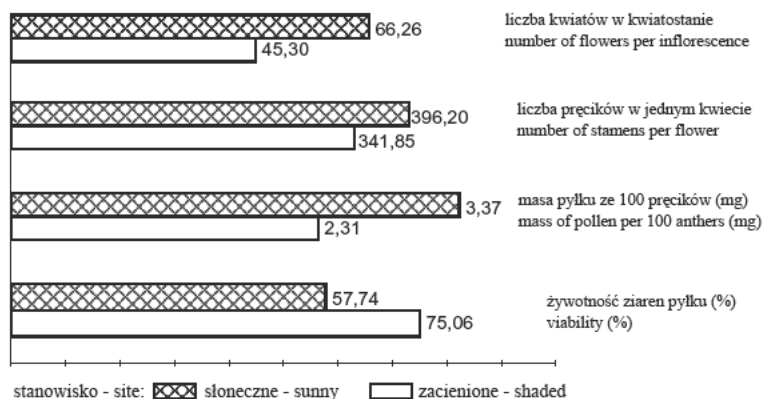 66,26
liczba kwiatów w kwiatostanie
number of flowers per inflorescence
45,30
liczba pręcików w jednym kwiecie
396,20
number of stamens per flower
341,85
masa pyłku ze 100 pręcików (mg)
3,37
mass of pollen per 100 anthers (mg)
2,31
żywotność ziaren pyłku (%)
57,74
viability (%)
75,06
stanowisko - site: słoneczne - sunny zacienione - shaded